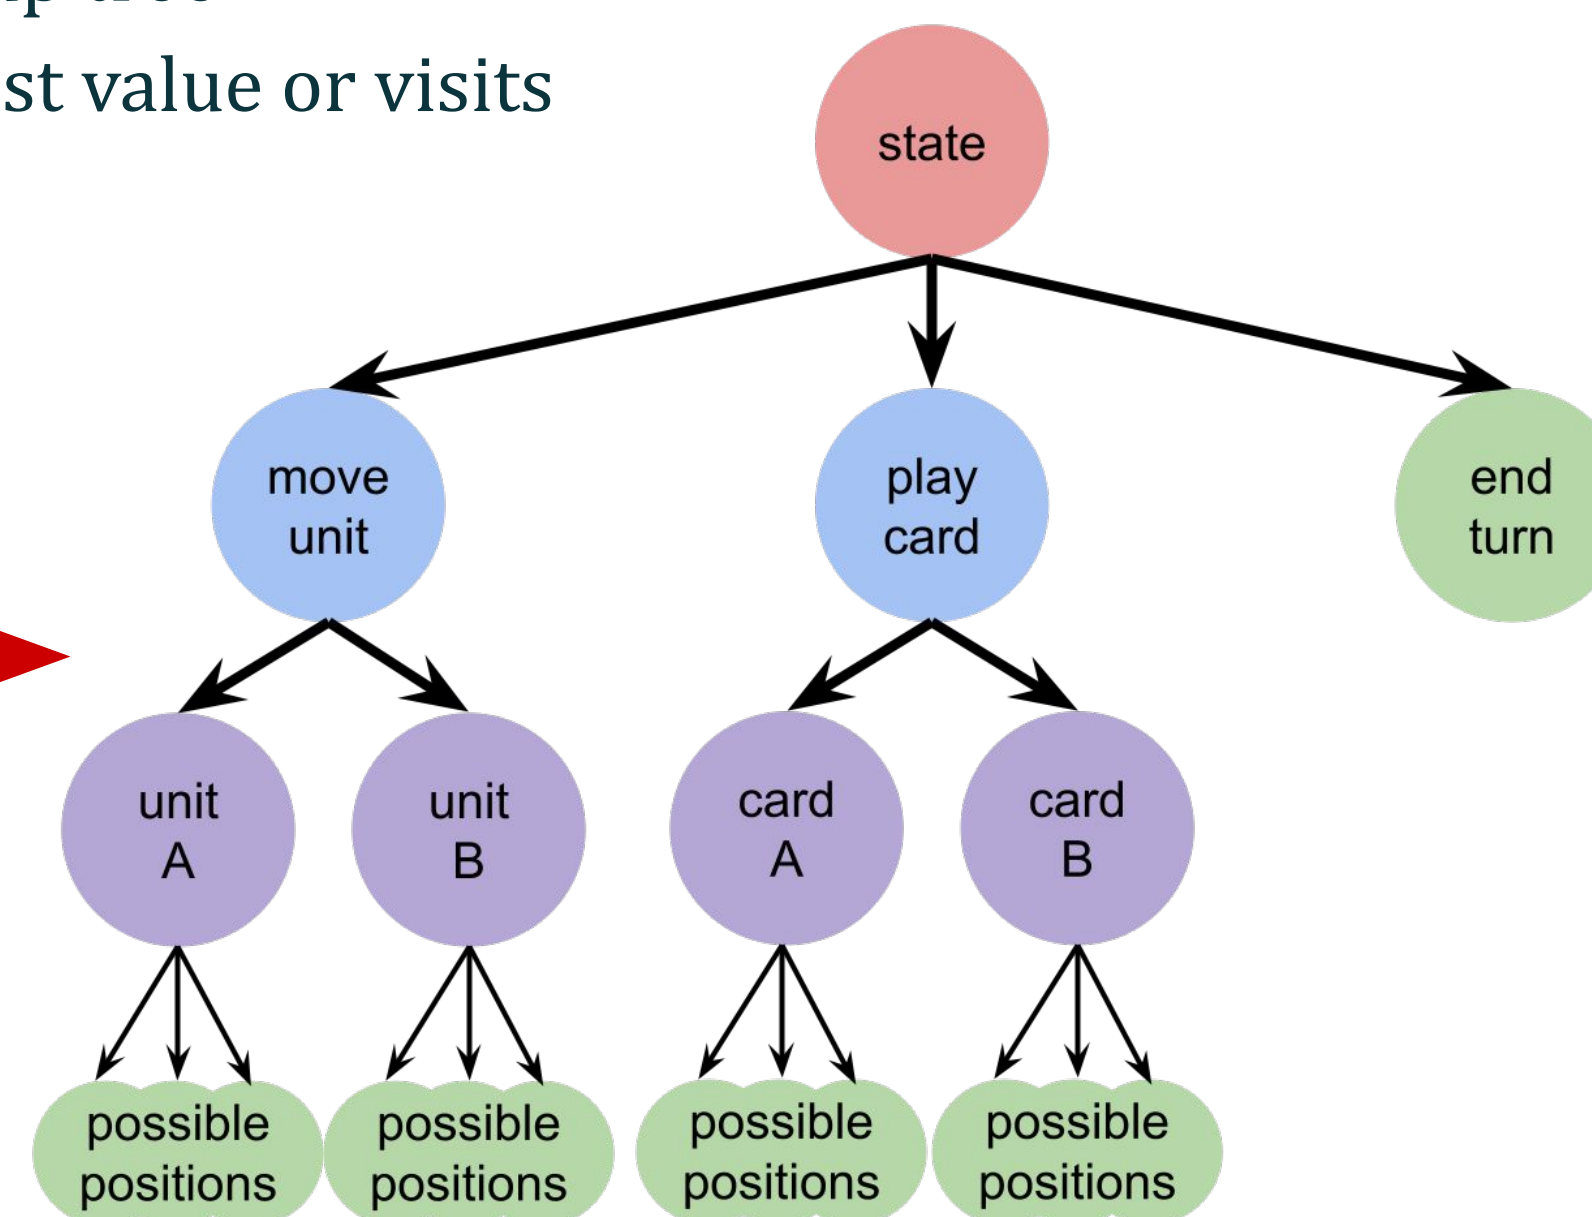 st value or visits
state
move
unit
play
card
end
turn
unit
A
unit
B
card
A
card
B
possible
positions
possible
positions
possible
positions
possible
positions